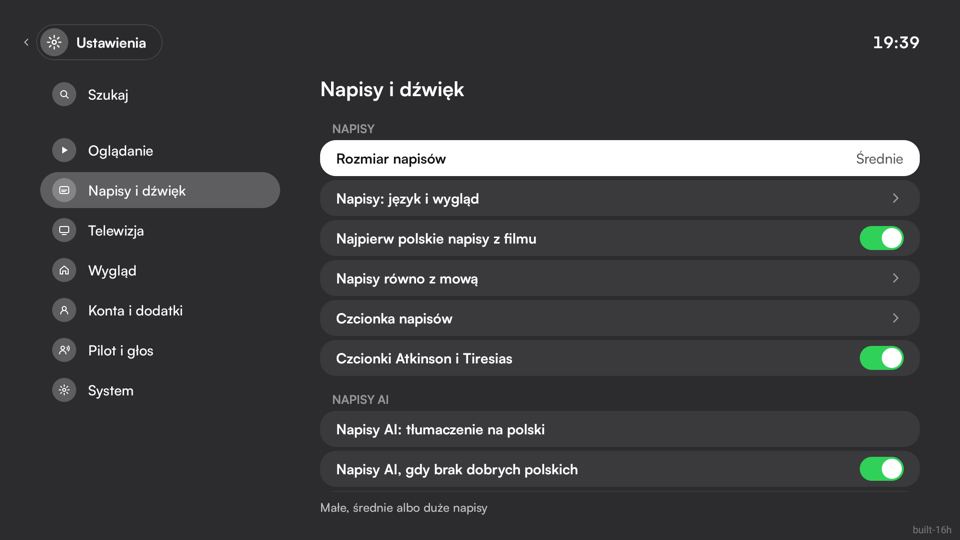 Ustawienia
19:39
Szukaj
Oglądanie
Napisy i dźwięk
Telewizja
Wygląd
Konta i dodatki
Pilot i głos
System
Napisy i dźwięk
NAPISY
Rozmiar napisów Średnie
Napisy: język i wygląd
Najpierw polskie napisy z filmu
Napisy równo z mową
Czcionka napisów
Czcionki Atkinson i Tiresias
NAPISY AI
Napisy AI: tłumaczenie na polski
Napisy AI, gdy brak dobrych polskich
Małe, średnie albo duże napisy
built-16h